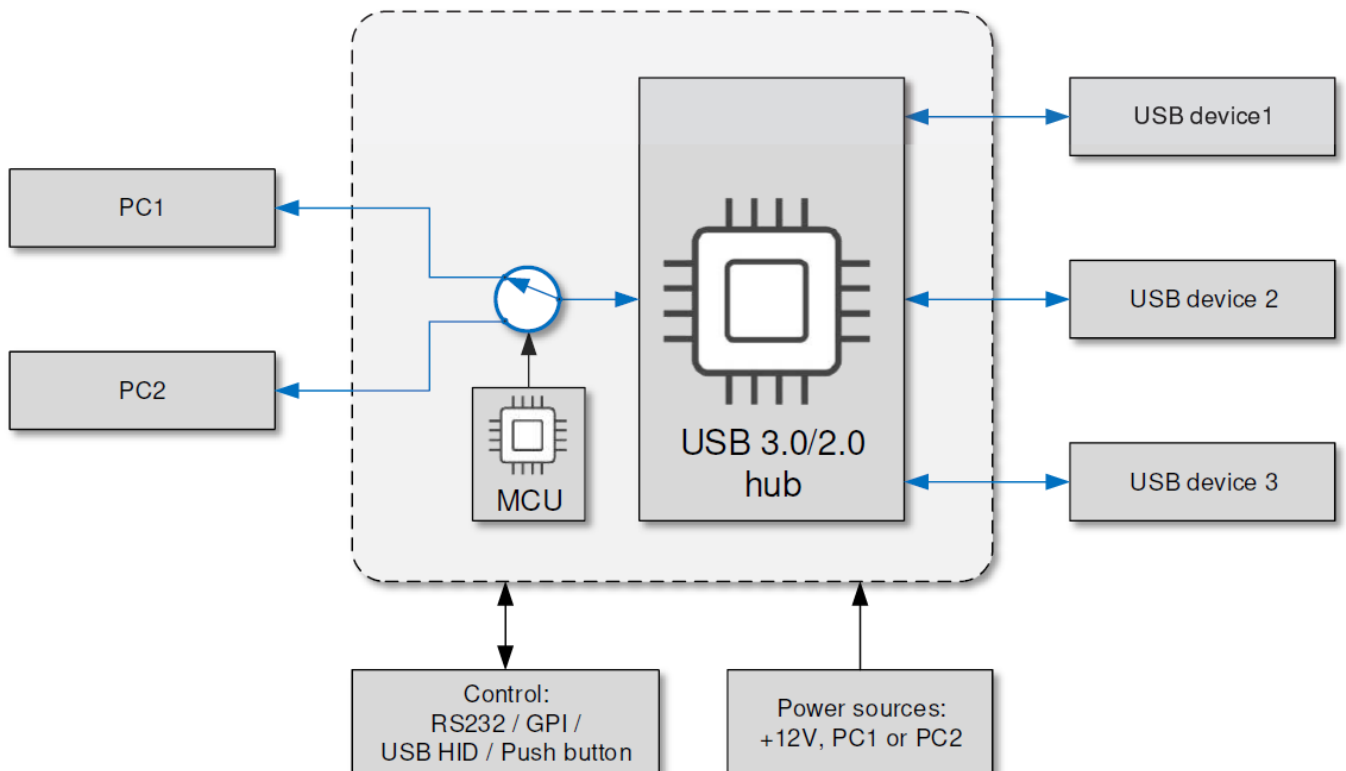 PC1
PC2
MCU
USB 3.0/2.0
hub
USB device1
USB device 2
USB device 3
Control:
RS232 / GPI /
USB HID / Push button
Power sources:
+12V, PC1 or PC2